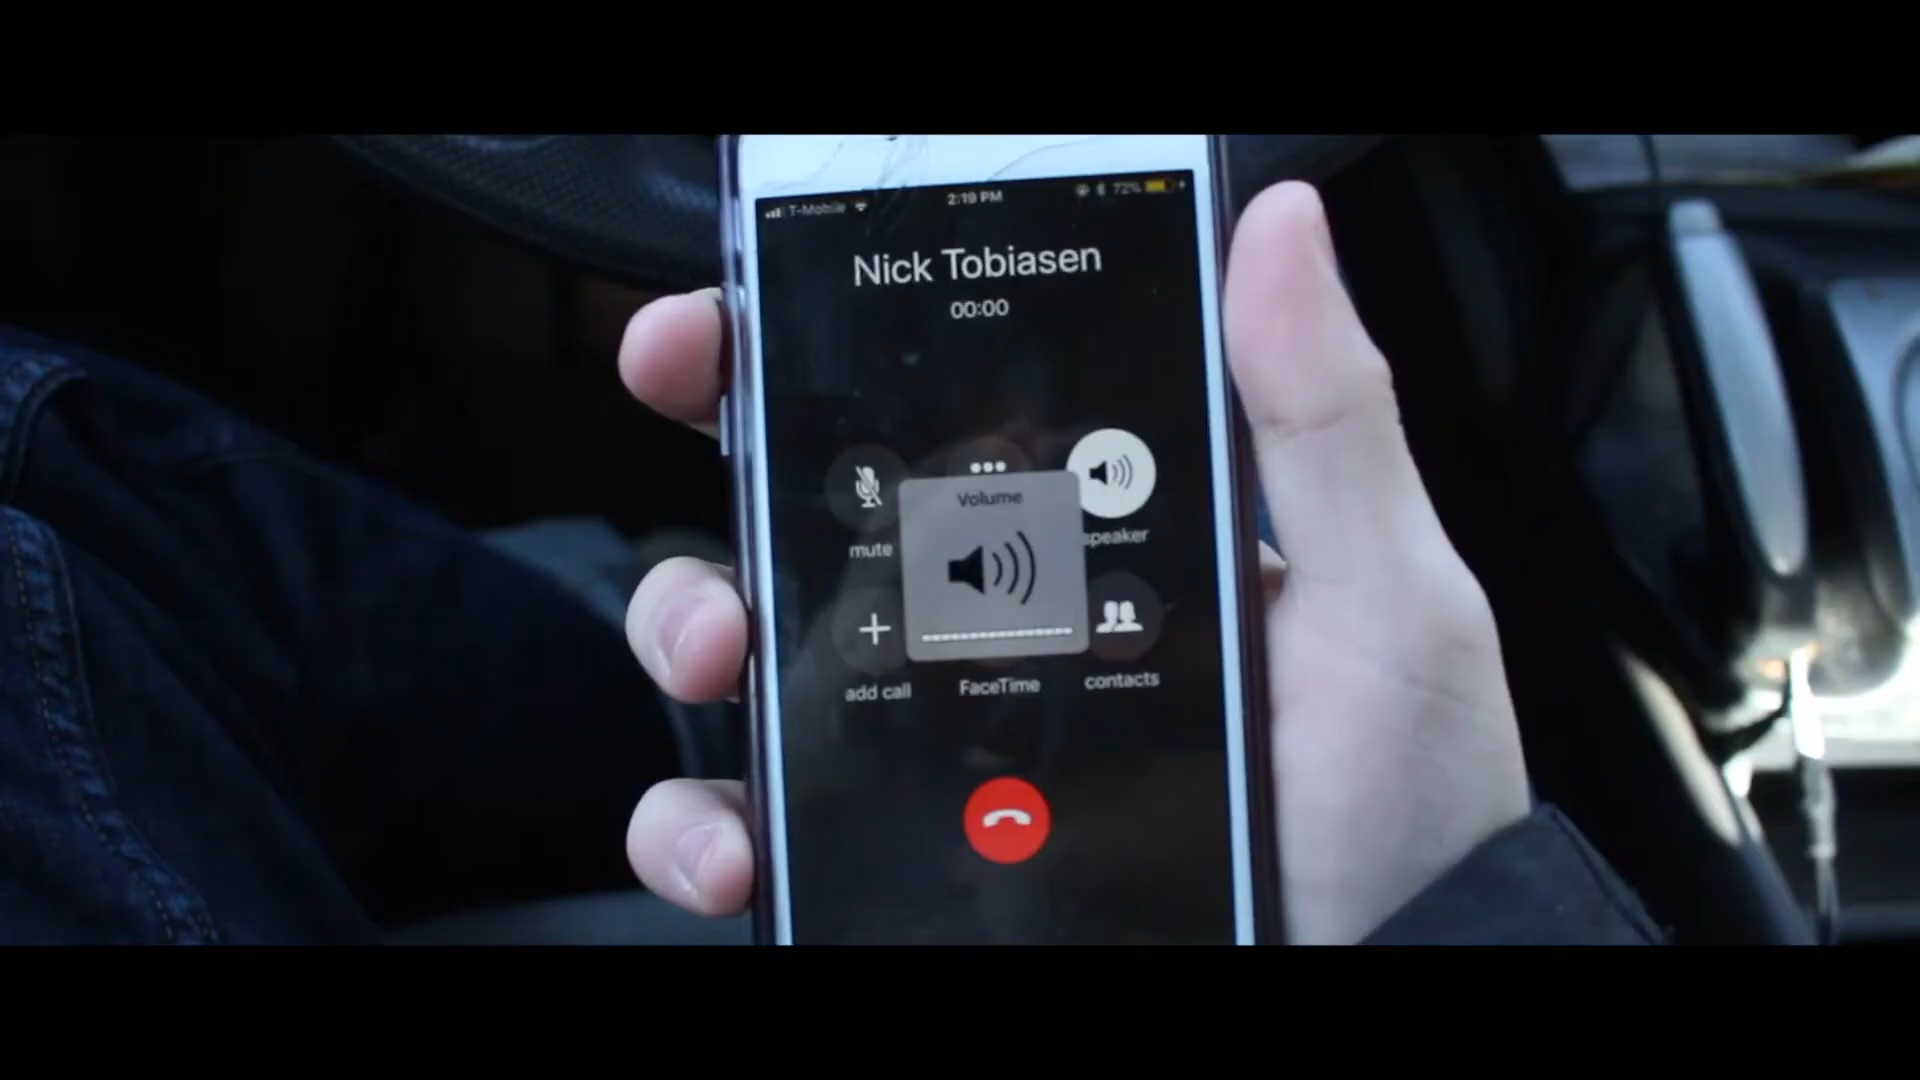 T-Mobile 2:19 PM 72%
Nick Tobiasen
00:00
Volume
mute speaker
add call FaceTime contacts